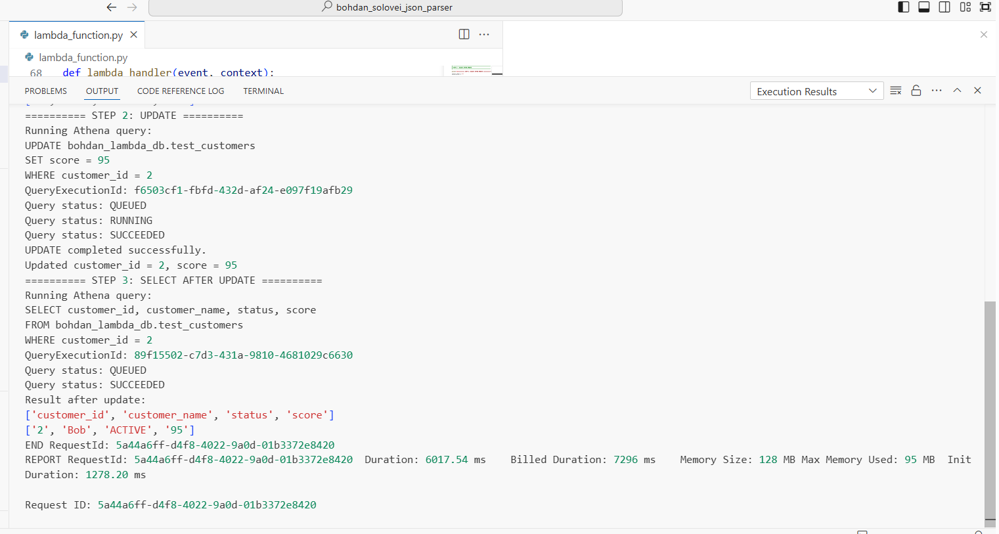 bohdan_solovei_json_parser
lambda_function.py
lambda_function.py
68 def lambda_handler(event, context):
PROBLEMS OUTPUT CODE REFERENCE LOG TERMINAL
Execution Results
========== STEP 2: UPDATE ==========
Running Athena query:
UPDATE bohdan_lambda_db.test_customers
SET score = 95
WHERE customer_id = 2
QueryExecutionId: f6503cf1-fbfd-432d-af24-e097f19afb29
Query status: QUEUED
Query status: RUNNING
Query status: SUCCEEDED
UPDATE completed successfully.
Updated customer_id = 2, score = 95
========== STEP 3: SELECT AFTER UPDATE ==========
Running Athena query:
SELECT customer_id, customer_name, status, score
FROM bohdan_lambda_db.test_customers
WHERE customer_id = 2
QueryExecutionId: 89f15502-c7d3-431a-9810-4681029c6630
Query status: QUEUED
Query status: SUCCEEDED
Result after update:
['customer_id', 'customer_name', 'status', 'score']
['2', 'Bob', 'ACTIVE', '95']
END RequestId: 5a44a6ff-d4f8-4022-9a0d-01b3372e8420
REPORT RequestId: 5a44a6ff-d4f8-4022-9a0d-01b3372e8420 Duration: 6017.54 ms Billed Duration: 7296 ms Memory Size: 128 MB Max Memory Used: 95 MB Init
Duration: 1278.20 ms
Request ID: 5a44a6ff-d4f8-4022-9a0d-01b3372e8420